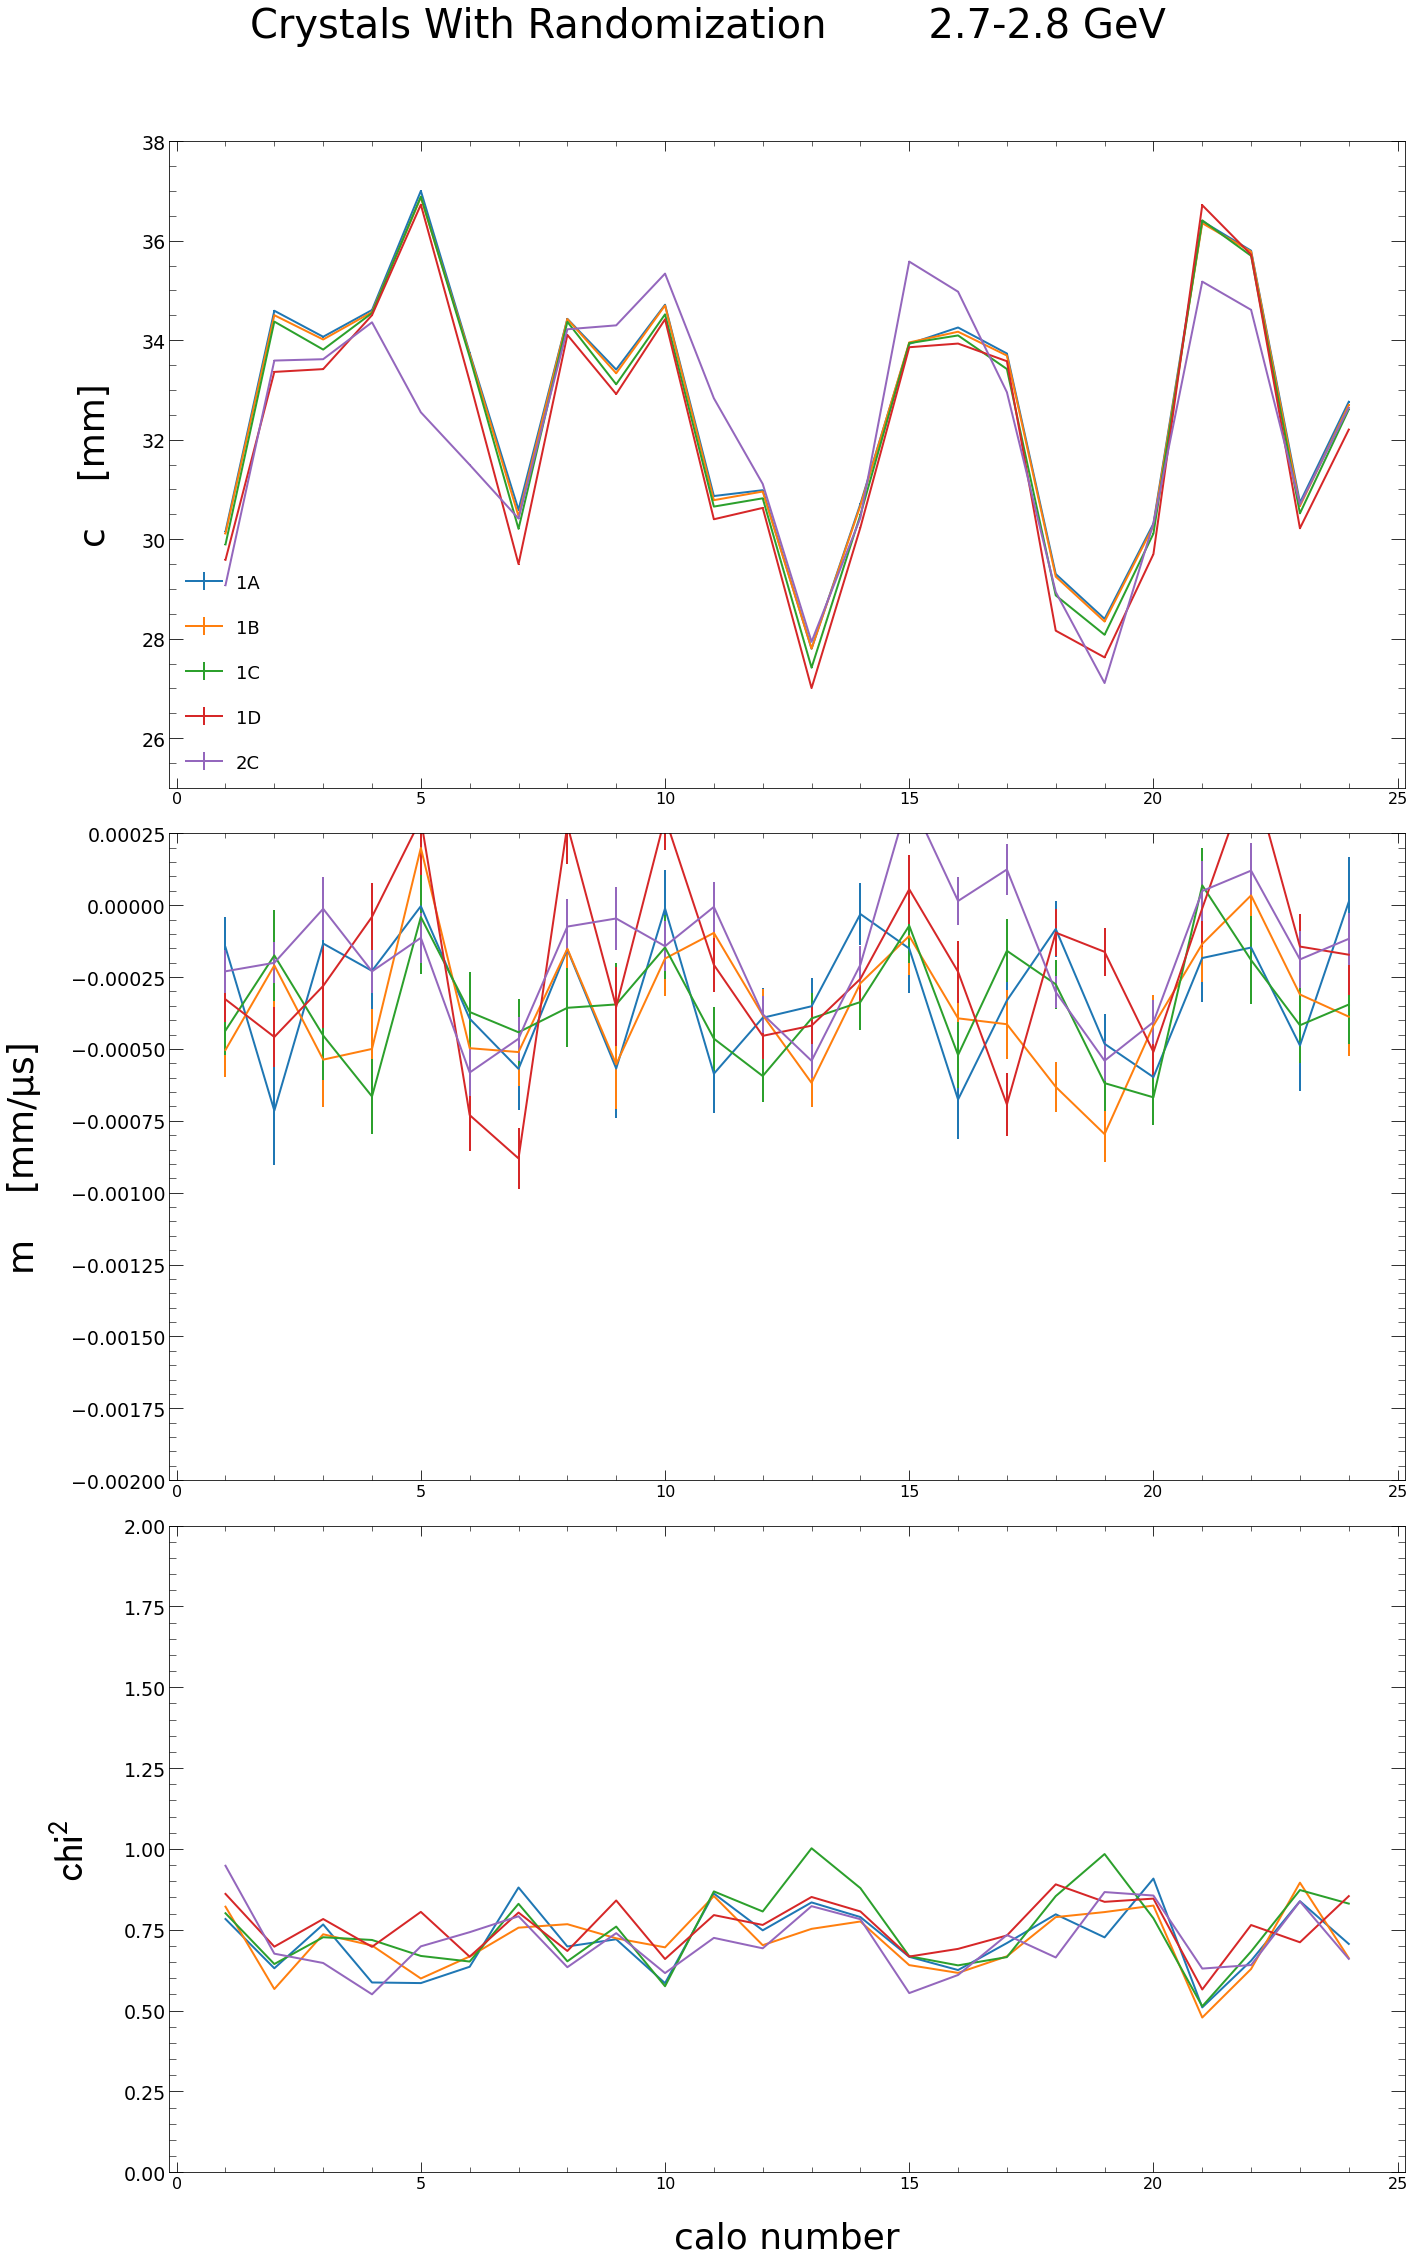 Crystals With Randomization 2.7-2.8 GeV
38
36
34
32
30
28
26
c [mm]
1A
1B
1C
1D
2C
0 5 10 15 20 25
0.00025
0.00000
−0.00025
−0.00050
−0.00075
−0.00100
−0.00125
−0.00150
−0.00175
−0.00200
m [mm/μs]
0 5 10 15 20 25
2.00
1.75
1.50
1.25
1.00
0.75
0.50
0.25
0.00
chi²
0 5 10 15 20 25
calo number